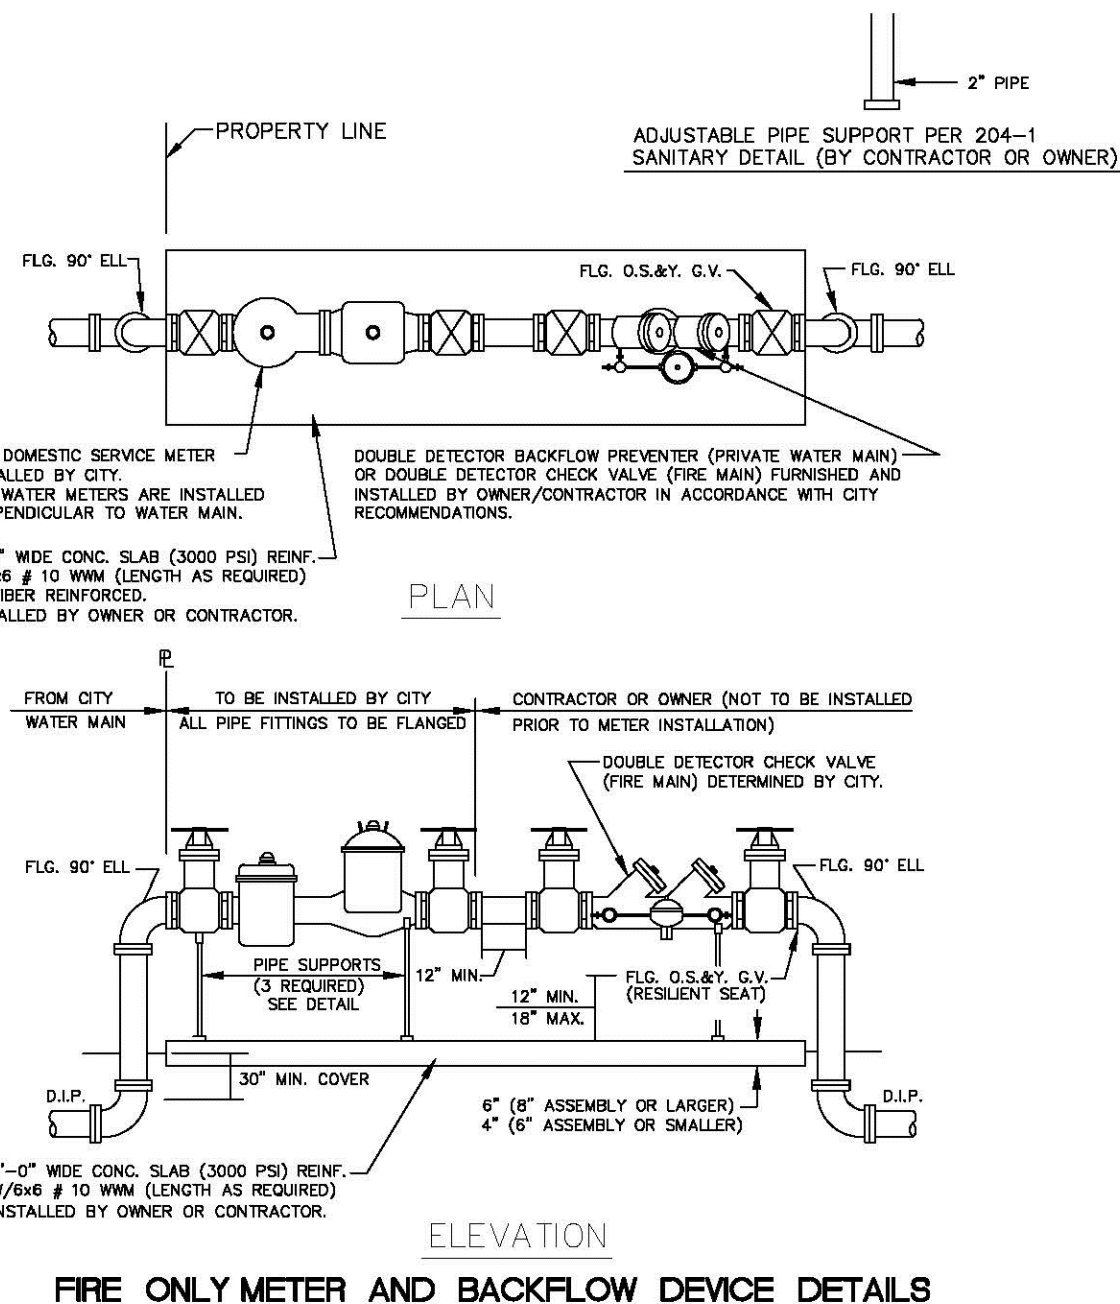 2" PIPE
ADJUSTABLE PIPE SUPPORT PER 204-1
SANITARY DETAIL (BY CONTRACTOR OR OWNER)
PROPERTY LINE
FLG. 90° ELL
FLG. O.S.&Y. G.V.
FLG. 90° ELL
DOMESTIC SERVICE METER
ALLED BY CITY.
WATER METERS ARE INSTALLED
PENDICULAR TO WATER MAIN.
DOUBLE DETECTOR BACKFLOW PREVENTER (PRIVATE WATER MAIN)
OR DOUBLE DETECTOR CHECK VALVE (FIRE MAIN) FURNISHED AND
INSTALLED BY OWNER/CONTRACTOR IN ACCORDANCE WITH CITY
RECOMMENDATIONS.
" WIDE CONC. SLAB (3000 PSI) REINF.
x6 # 10 WWM (LENGTH AS REQUIRED)
IBER REINFORCED.
ALLED BY OWNER OR CONTRACTOR.
PLAN
PL
FROM CITY
WATER MAIN
TO BE INSTALLED BY CITY
ALL PIPE FITTINGS TO BE FLANGED
CONTRACTOR OR OWNER (NOT TO BE INSTALLED
PRIOR TO METER INSTALLATION)
DOUBLE DETECTOR CHECK VALVE
(FIRE MAIN) DETERMINED BY CITY.
FLG. 90° ELL
FLG. 90° ELL
PIPE SUPPORTS
(3 REQUIRED)
SEE DETAIL
12" MIN.
12" MIN.
18" MAX.
FLG. O.S.&Y. G.V.
(RESILIENT SEAT)
30" MIN. COVER
D.I.P.
D.I.P.
6" (8" ASSEMBLY OR LARGER)
4" (6" ASSEMBLY OR SMALLER)
'-0" WIDE CONC. SLAB (3000 PSI) REINF.
/6x6 # 10 WWM (LENGTH AS REQUIRED)
NSTALLED BY OWNER OR CONTRACTOR.
ELEVATION
FIRE ONLY METER AND BACKFLOW DEVICE DETAILS